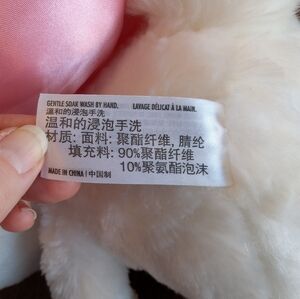 GENTLE SOAK WASH BY HAND. LAVAGE DÉLICAT À LA MAIN.
温和的浸泡手洗
温和的浸泡手洗
材质: 面料: 聚酯纤维, 腈纶
填充料: 90%聚酯纤维
10%聚氨酯泡沫
MADE IN CHINA | 中国制